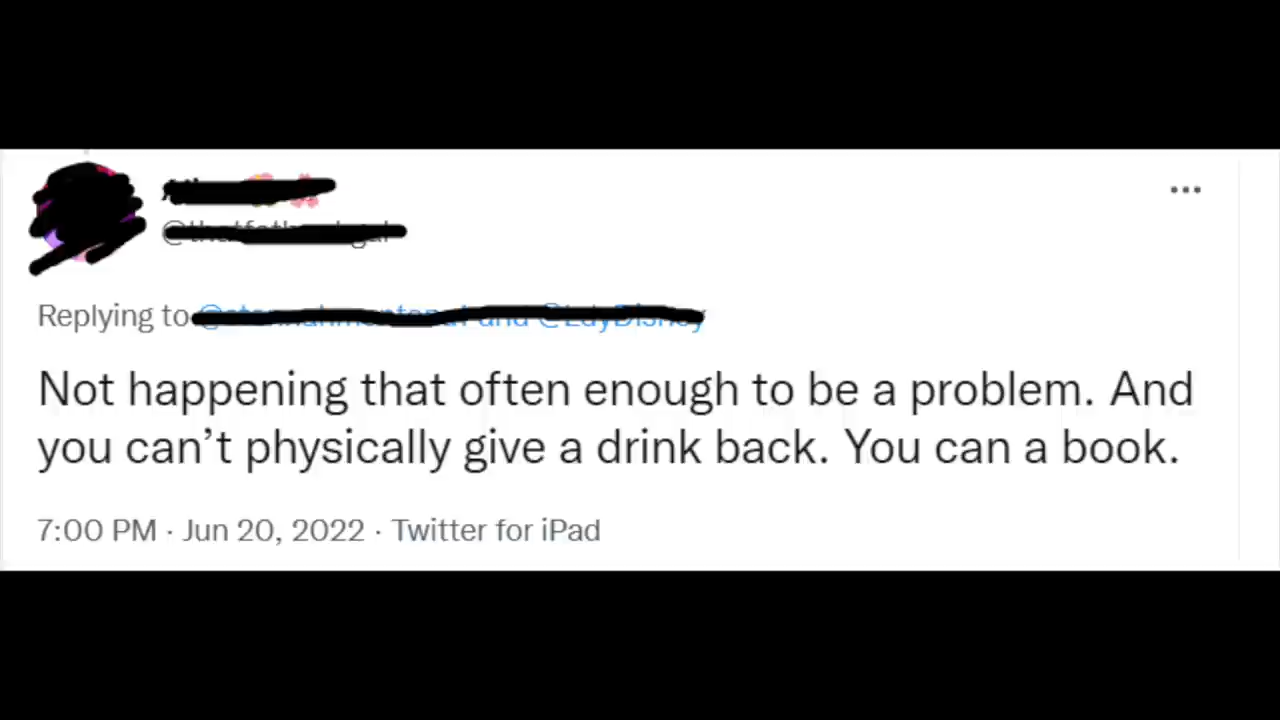 Replying to
Not happening that often enough to be a problem. And
you can’t physically give a drink back. You can a book.
7:00 PM · Jun 20, 2022 · Twitter for iPad